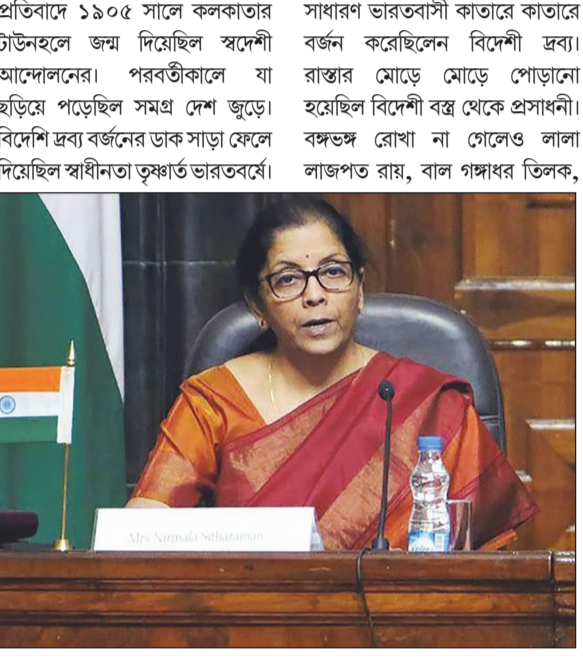 প্রতিবাদে ১৯০৫ সালে কলকাতার
টাউনহলে জন্ম দিয়েছিল স্বদেশী
আন্দোলনের। পরবর্তীকালে যা
ছড়িয়ে পড়েছিল সমগ্র দেশ জুড়ে।
বিদেশি দ্রব্য বর্জনের ডাক সাড়া ফেলে
দিয়েছিল স্বাধীনতা তৃষ্ণার্ত ভারতবর্ষে।
সাধারণ ভারতবাসী কাতারে কাতারে
বর্জন করেছিলেন বিদেশী দ্রব্য।
রাস্তার মোড়ে মোড়ে পোড়ানো
হয়েছিল বিদেশী বস্ত্র থেকে প্রসাধনী।
বঙ্গভঙ্গ রোখা না গেলেও লালা
লাজপত রায়, বাল গঙ্গাধর তিলক,
Mrs Nirmala Sitharaman